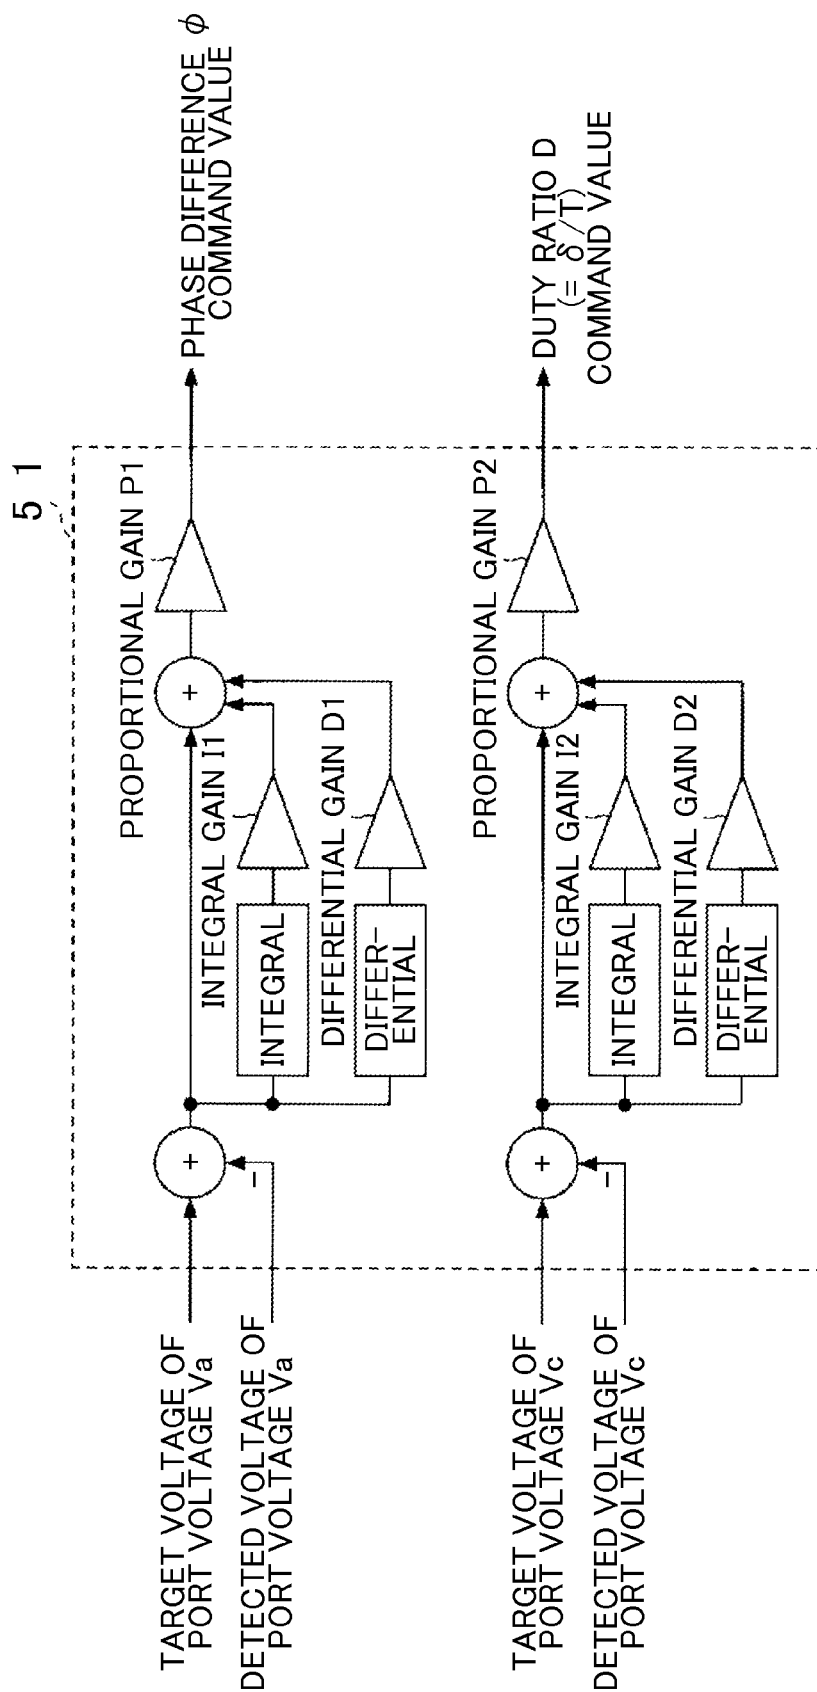 5 1
TARGET VOLTAGE OF
PORT VOLTAGE Va
DETECTED VOLTAGE OF
PORT VOLTAGE Va
+
−
INTEGRAL
DIFFER-
ENTIAL
INTEGRAL GAIN I1
DIFFERENTIAL GAIN D1
+
PROPORTIONAL GAIN P1
PHASE DIFFERENCE ϕ
COMMAND VALUE
TARGET VOLTAGE OF
PORT VOLTAGE Vc
DETECTED VOLTAGE OF
PORT VOLTAGE Vc
+
−
INTEGRAL
DIFFER-
ENTIAL
INTEGRAL GAIN I2
DIFFERENTIAL GAIN D2
+
PROPORTIONAL GAIN P2
DUTY RATIO D
(= δ/T)
COMMAND VALUE